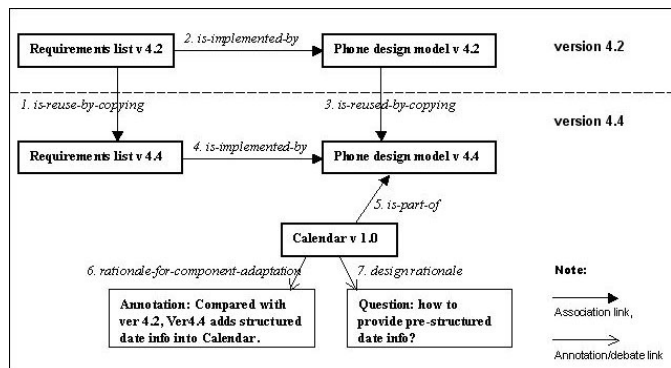 2. is-implemented-by
Requirements list v 4.2
Phone design model v 4.2
version 4.2
1. is-reuse-by-copying
3. is-reused-by-copying
version 4.4
4. is-implemented-by
Requirements list v 4.4
Phone design model v 4.4
5. is-part-of
Calendar v 1.0
6. rationale-for-component-adaptation
7. design rationale
Note:
Annotation: Compared with
ver 4.2, Ver4.4 adds structured
date info into Calendar.
Question: how to
provide pre-structured
date info?
Association link,
Annotation/debate link